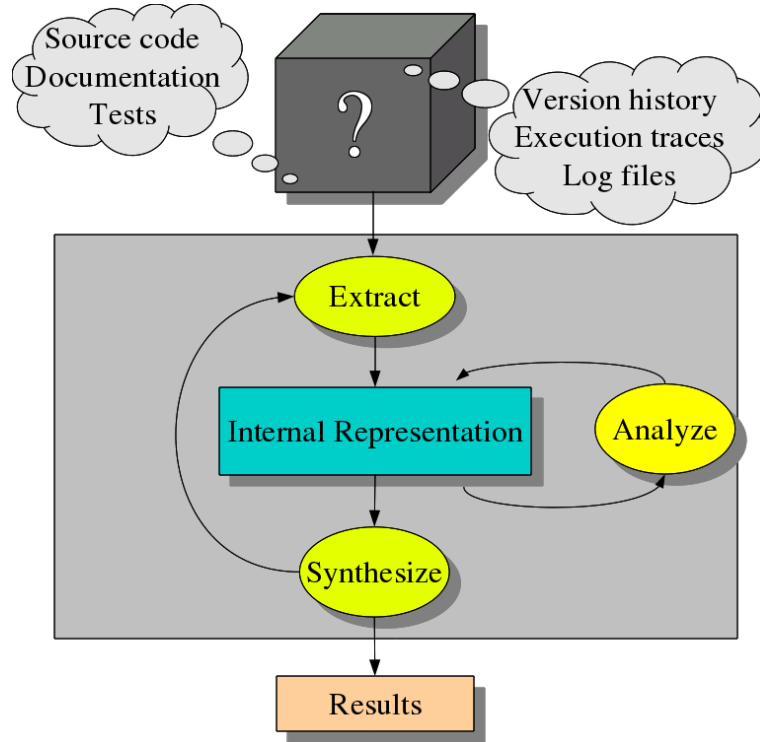 Source code
Documentation
Tests
?
Version history
Execution traces
Log files
Extract
Internal Representation
Analyze
Synthesize
Results